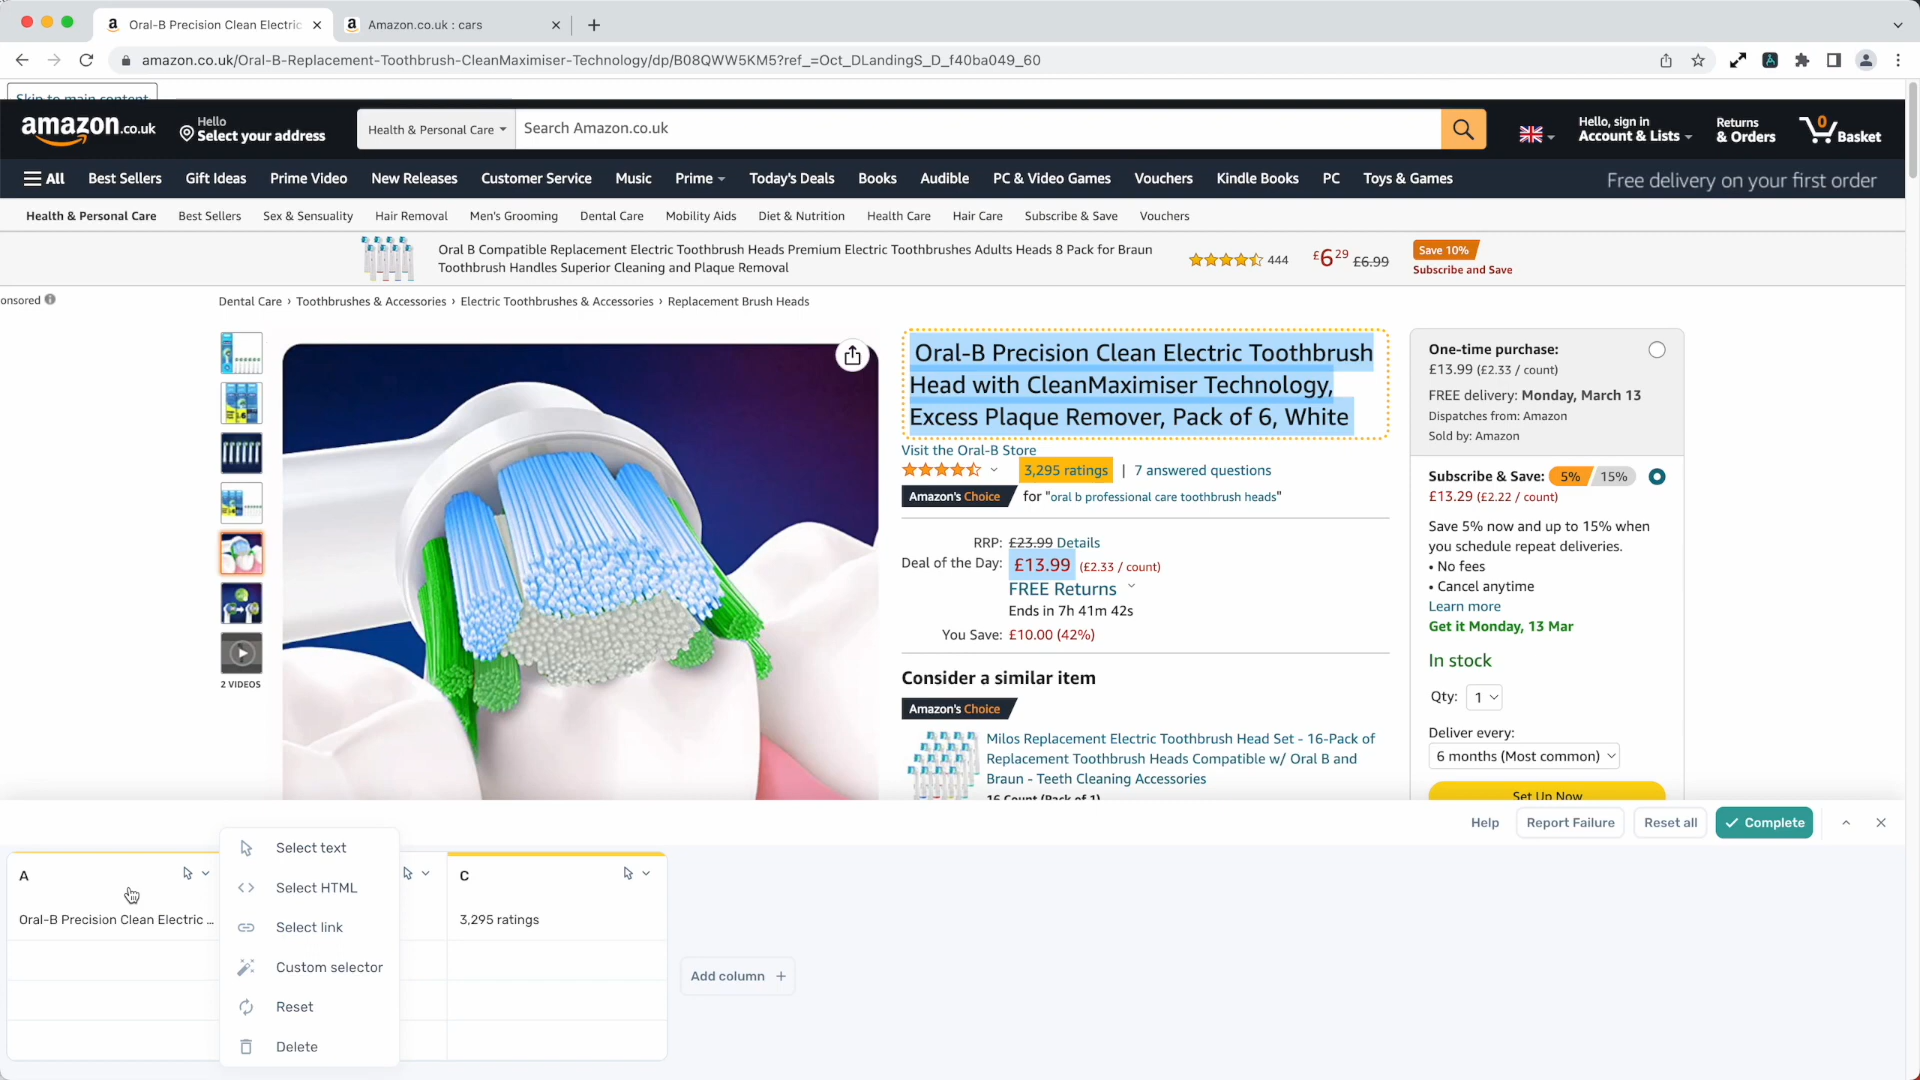 Oral-B Precision Clean Electric
Amazon.co.uk : cars
amazon.co.uk/Oral-B-Replacement-Toothbrush-CleanMaximiser-Technology/dp/B08QWW5KM5?ref_=Oct_DLandingS_D_f40ba049_60
Skip to main content
amazon.co.uk
Hello
Select your address
Health & Personal Care
Search Amazon.co.uk
Hello, sign in
Account & Lists
Returns
& Orders
0
Basket
All Best Sellers Gift Ideas Prime Video New Releases Customer Service Music Prime Today's Deals Books Audible PC & Video Games Vouchers Kindle Books PC Toys & Games
Free delivery on your first order
Health & Personal Care Best Sellers Sex & Sensuality Hair Removal Men's Grooming Dental Care Mobility Aids Diet & Nutrition Health Care Hair Care Subscribe & Save Vouchers
Oral B Compatible Replacement Electric Toothbrush Heads Premium Electric Toothbrushes Adults Heads 8 Pack for Braun
Toothbrush Handles Superior Cleaning and Plaque Removal
444
£6 29 £6.99
Save 10%
Subscribe and Save
onsored
Dental Care › Toothbrushes & Accessories › Electric Toothbrushes & Accessories › Replacement Brush Heads
2 VIDEOS
Oral-B Precision Clean Electric Toothbrush
Head with CleanMaximiser Technology,
Excess Plaque Remover, Pack of 6, White
Visit the Oral-B Store
3,295 ratings | 7 answered questions
Amazon's Choice for "oral b professional care toothbrush heads"
RRP: £23.99 Details
Deal of the Day: £13.99 (£2.33 / count)
FREE Returns
Ends in 7h 41m 42s
You Save: £10.00 (42%)
Consider a similar item
Amazon's Choice
Milos Replacement Electric Toothbrush Head Set - 16-Pack of
Replacement Toothbrush Heads Compatible w/ Oral B and
Braun - Teeth Cleaning Accessories
16 Count (Pack of 1)
One-time purchase:
£13.99 (£2.33 / count)
FREE delivery: Monday, March 13
Dispatches from: Amazon
Sold by: Amazon
Subscribe & Save: 5% 15%
£13.29 (£2.22 / count)
Save 5% now and up to 15% when
you schedule repeat deliveries.
• No fees
• Cancel anytime
Learn more
Get it Monday, 13 Mar
In stock
Qty: 1
Deliver every:
6 months (Most common)
Set Up Now
Help Report Failure Reset all Complete
A
Oral-B Precision Clean Electric ...
Select text
Select HTML
Select link
Custom selector
Reset
Delete
C
3,295 ratings
Add column +